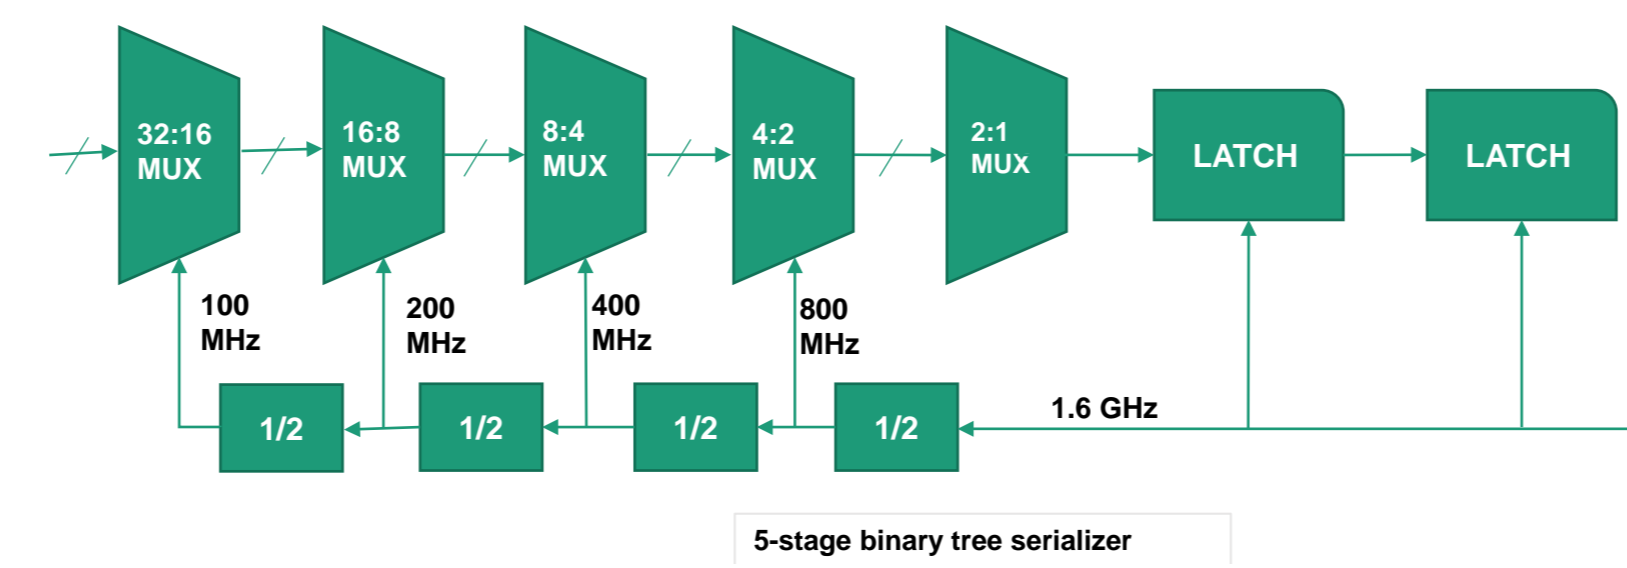 32:16
MUX
16:8
MUX
8:4
MUX
4:2
MUX
2:1
MUX
LATCH
LATCH
100
MHz
200
MHz
400
MHz
800
MHz
1/2
1/2
1/2
1/2
1.6 GHz
5-stage binary tree serializer